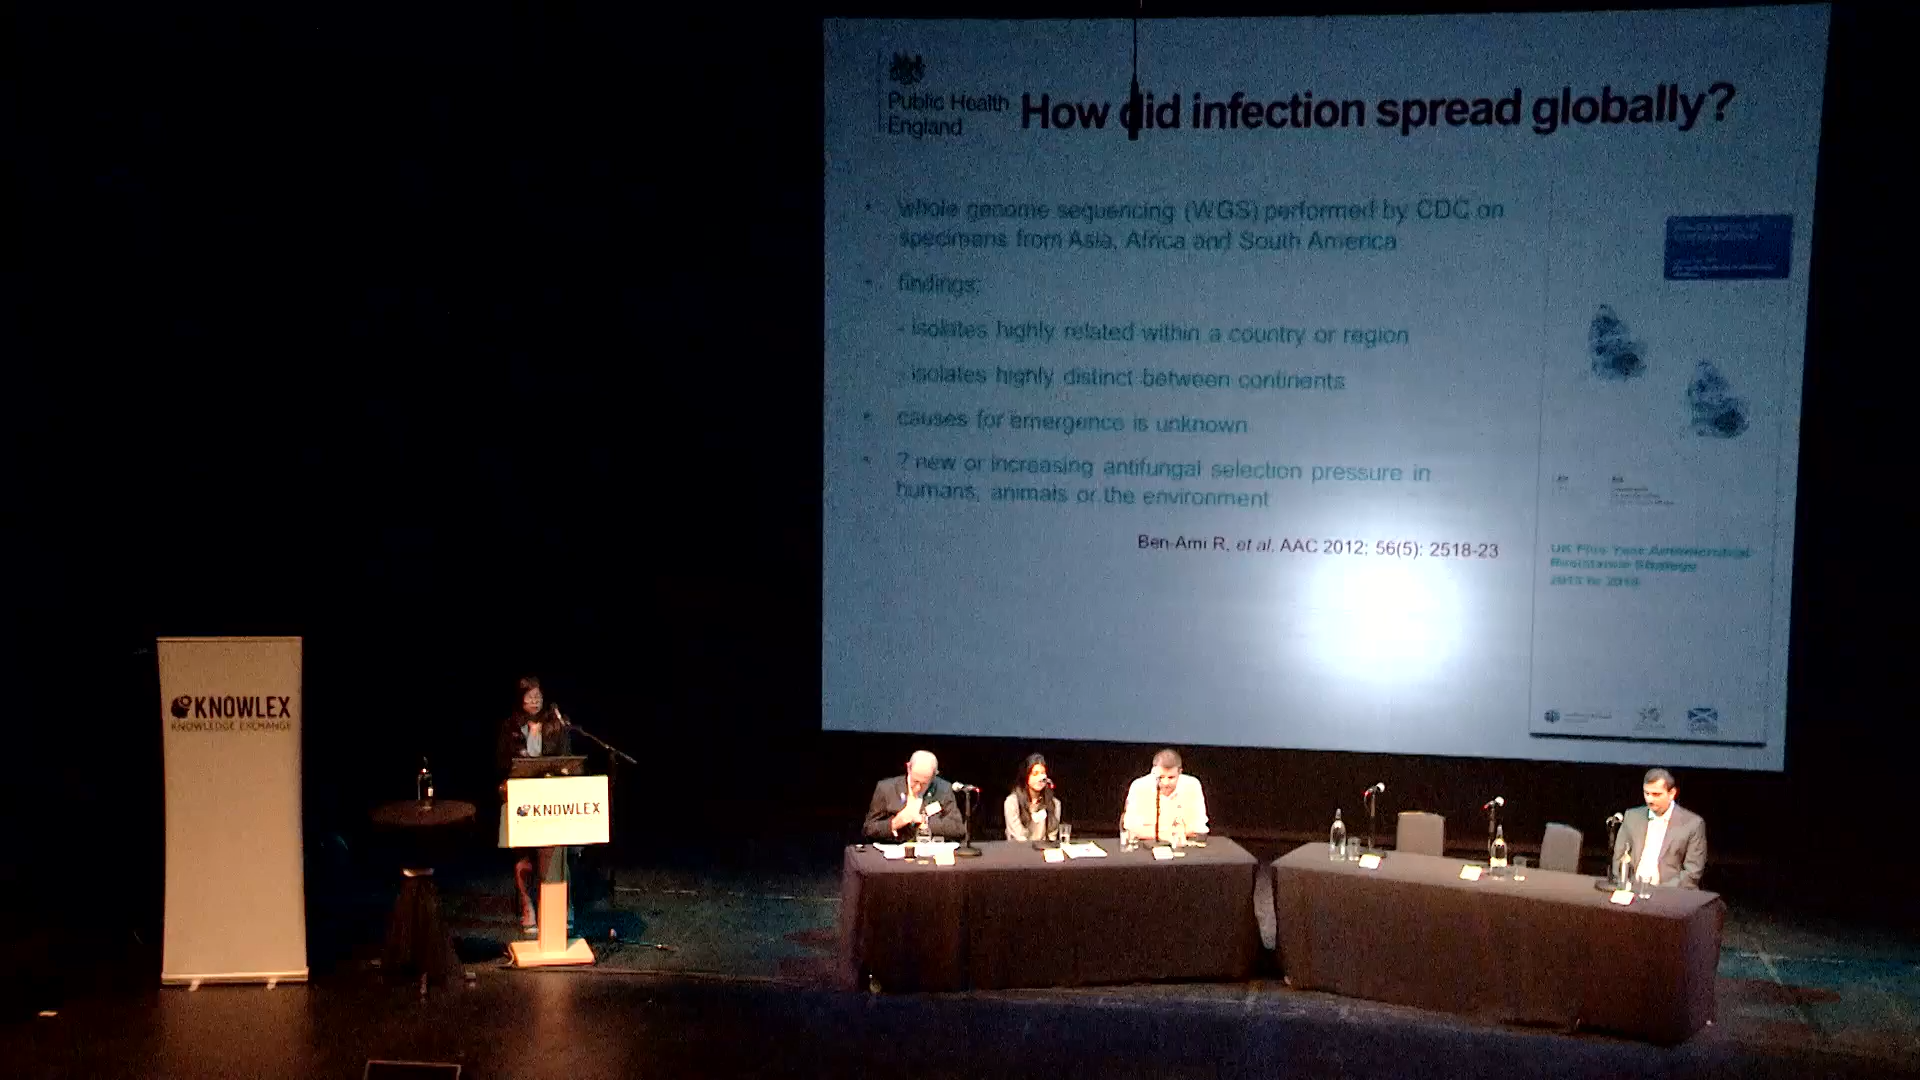 Public Health
England
How did infection spread globally?
• whole genome sequencing (WGS) performed by CDC on
specimens from Asia, Africa and South America
• findings:
- isolates highly related within a country or region
- isolates highly distinct between continents
• causes for emergence is unknown
• ? new or increasing antifungal selection pressure in
humans, animals or the environment
Ben-Ami R, et al, AAC 2012; 56(5): 2518-23
UK Five Year Antimicrobial
Resistance Strategy
2013 to 2018
KNOWLEX
KNOWLEDGE EXCHANGE
KNOWLEX